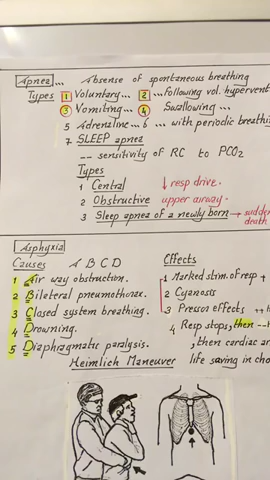 Apnea ... Absence of spontaneous breathing
Types 1 Voluntary ... 2 ... following vol. hypervent
3 Vomiting ... 4 Swallowing ...
5 Adrenaline .. 6 .. with periodic breathi
7 SLEEP apnea
-- sensitivity of RC to PCO2
Types
1 Central ↓ resp drive.
2 Obstructive upper airway.
3 Sleep apnea of a newly born → sudden
death
Asphyxia
Causes A B C D
1 Air way obstruction.
2 Bilateral pneumothorax.
3 Closed system breathing.
4 Drowning.
5 Diaphragmatic paralysis.
Effects
1 Marked stim. of resp +
2 Cyanosis
3 Pressor effects ++
4 Resp stops, then --
, then cardiac ar
Heimlich Maneuver life saving in cho